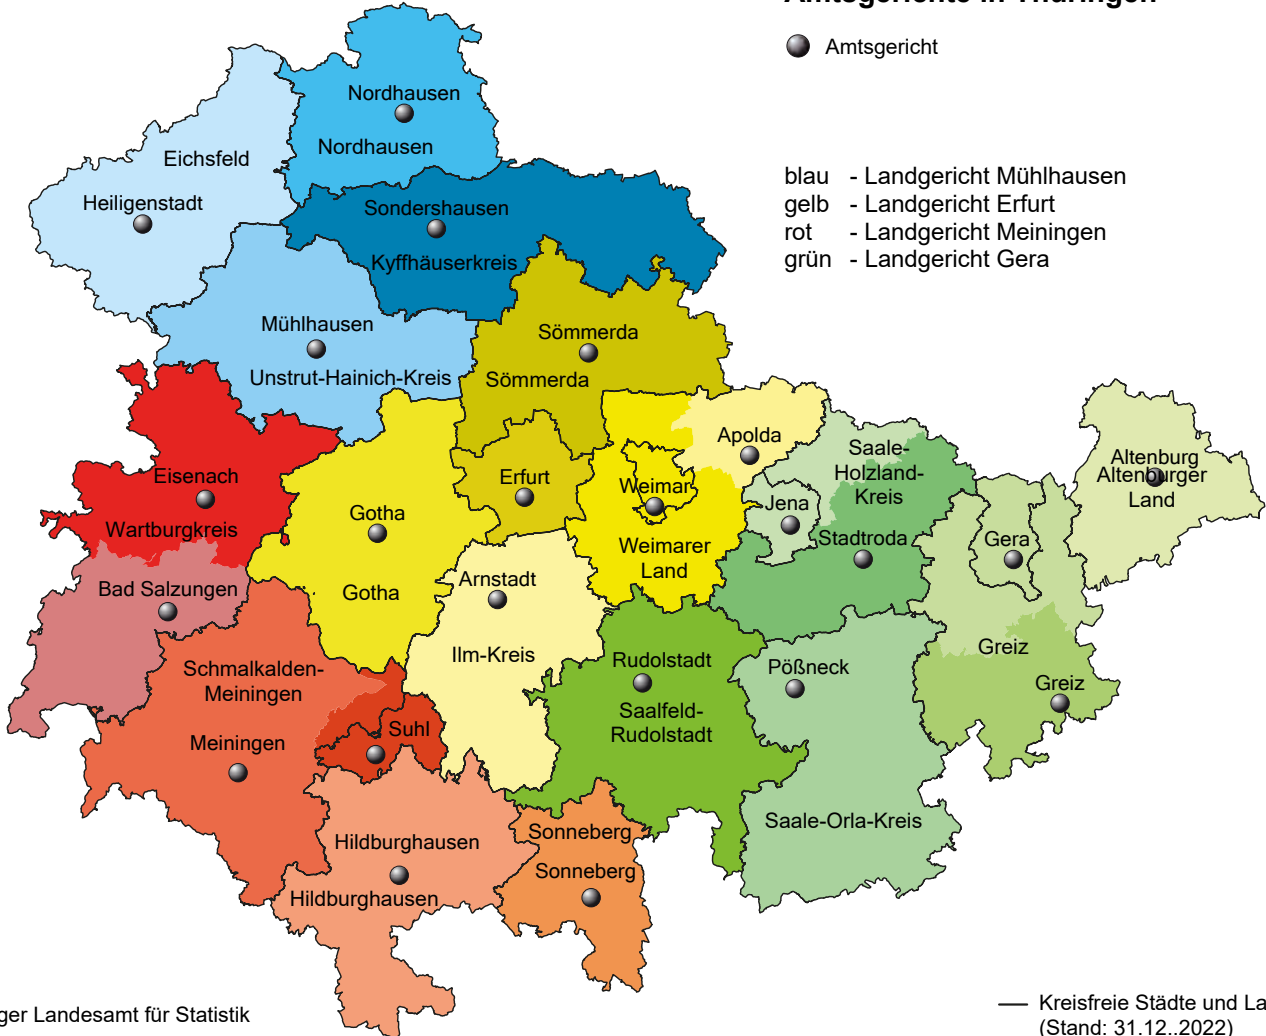 Amtsgerichte in Thüringen
Amtsgericht
blau - Landgericht Mühlhausen
gelb - Landgericht Erfurt
rot - Landgericht Meiningen
grün - Landgericht Gera
Nordhausen
Nordhausen
Eichsfeld
Heiligenstadt
Sondershausen
Kyffhäuserkreis
Mühlhausen
Unstrut-Hainich-Kreis
Sömmerda
Sömmerda
Eisenach
Wartburgkreis
Bad Salzungen
Gotha
Gotha
Erfurt
Apolda
Weimar
Weimarer
Land
Saale-
Holzland-
Kreis
Jena
Stadtroda
Gera
Altenburg
Altenburger
Land
Arnstadt
Ilm-Kreis
Schmalkalden-
Meiningen
Meiningen
Suhl
Rudolstadt
Saalfeld-
Rudolstadt
Pößneck
Saale-Orla-Kreis
Greiz
Greiz
Hildburghausen
Hildburghausen
Sonneberg
Sonneberg
ger Landesamt für Statistik
Kreisfreie Städte und La
(Stand: 31.12..2022)